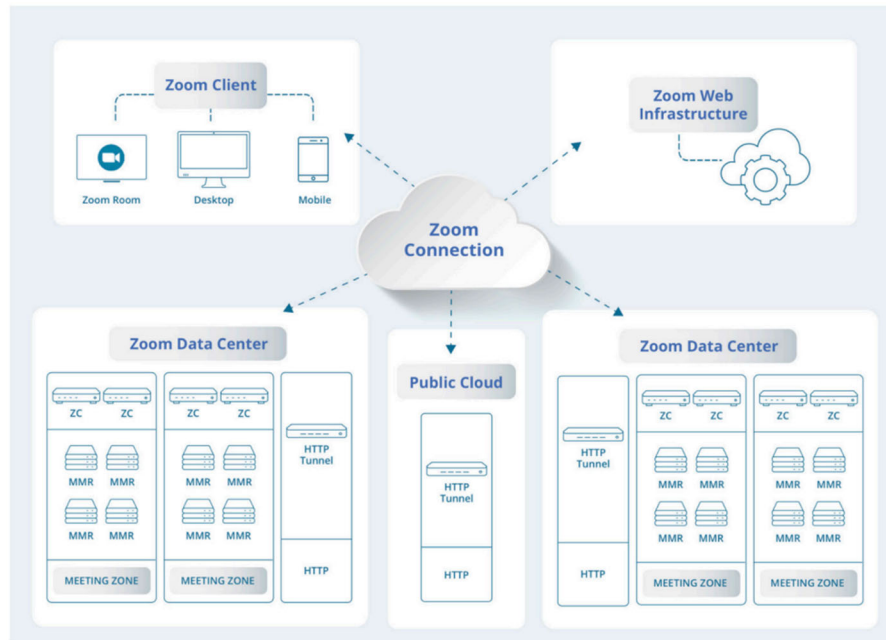 Zoom Client
Zoom Room
Desktop
Mobile
Zoom Web
Infrastructure
Zoom
Connection
Zoom Data Center
ZC ZC
MMR MMR
MMR MMR
MEETING ZONE
ZC ZC
MMR MMR
MMR MMR
MEETING ZONE
HTTP
Tunnel
HTTP
Public Cloud
HTTP
Tunnel
HTTP
Zoom Data Center
HTTP
Tunnel
HTTP
ZC ZC
MMR MMR
MMR MMR
MEETING ZONE
ZC ZC
MMR MMR
MMR MMR
MEETING ZONE